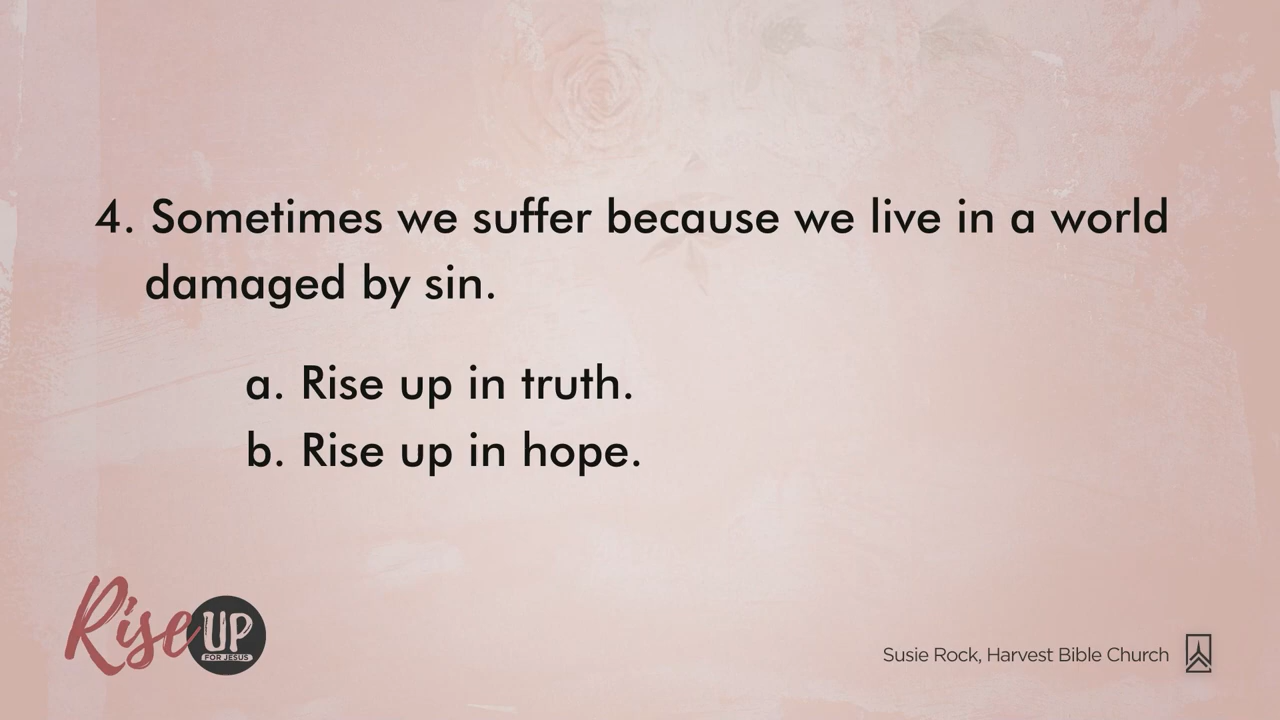 4. Sometimes we suffer because we live in a world
damaged by sin.
a. Rise up in truth.
b. Rise up in hope.
Rise UP
FOR JESUS
Susie Rock, Harvest Bible Church